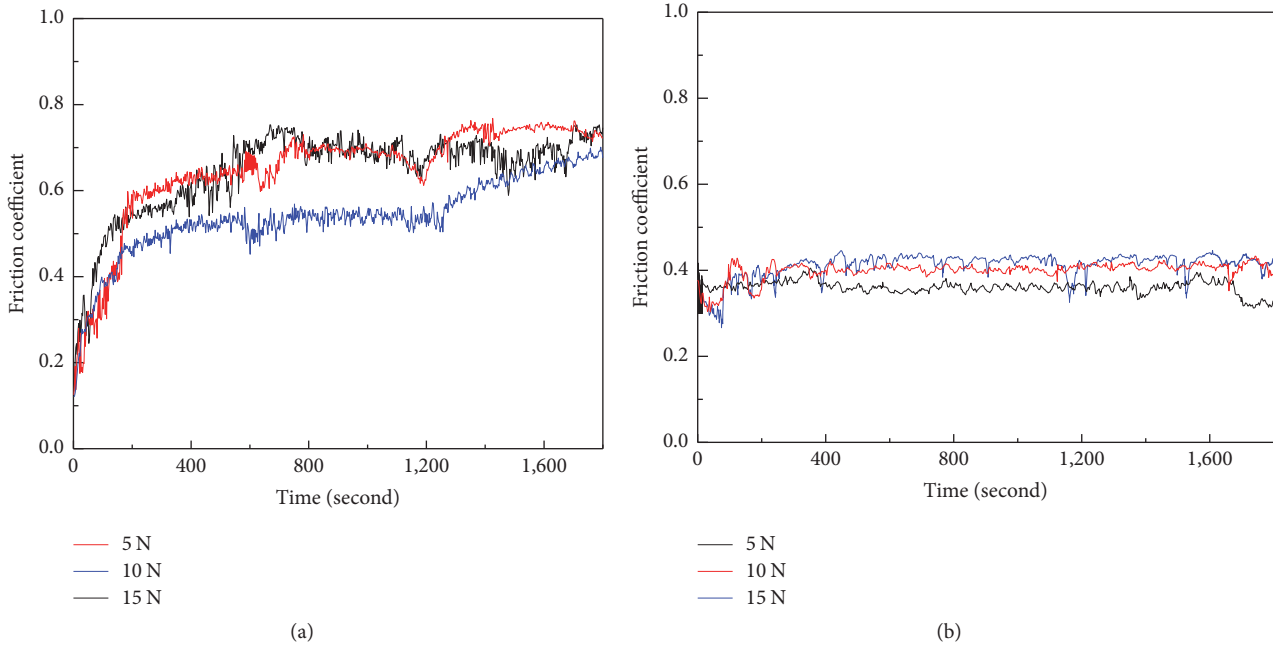 1.0
0.8
0.6
0.4
0.2
0.0
Friction coefficient
0 400 800 1,200 1,600
Time (second)
5 N
10 N
15 N
(a)
1.0
0.8
0.6
0.4
0.2
0.0
Friction coefficient
0 400 800 1,200 1,600
Time (second)
5 N
10 N
15 N
(b)